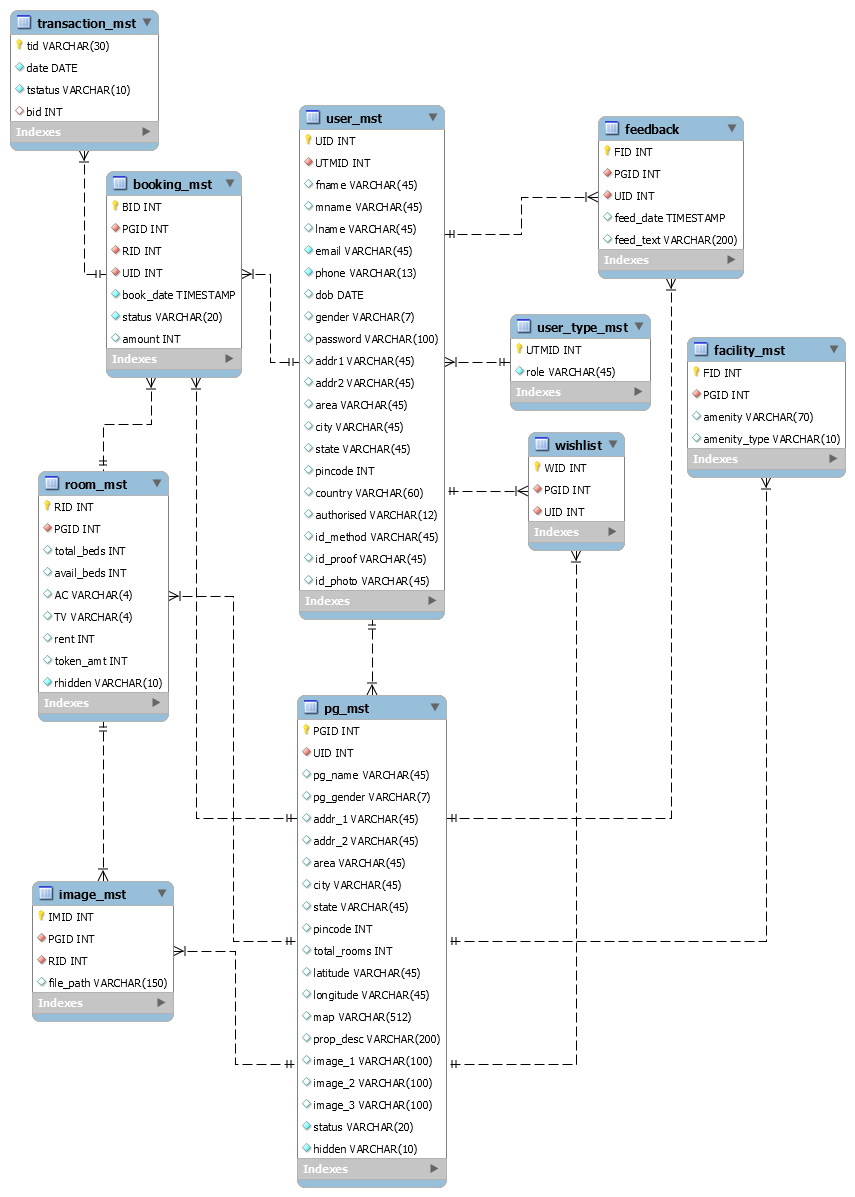 transaction_mst
tid VARCHAR(30)
date DATE
tstatus VARCHAR(10)
bid INT
Indexes
booking_mst
BID INT
PGID INT
RID INT
UID INT
book_date TIMESTAMP
status VARCHAR(20)
amount INT
Indexes
user_mst
UID INT
UTMID INT
fname VARCHAR(45)
mname VARCHAR(45)
lname VARCHAR(45)
email VARCHAR(45)
phone VARCHAR(13)
dob DATE
gender VARCHAR(7)
password VARCHAR(100)
addr1 VARCHAR(45)
addr2 VARCHAR(45)
area VARCHAR(45)
city VARCHAR(45)
state VARCHAR(45)
pincode INT
country VARCHAR(60)
authorised VARCHAR(12)
id_method VARCHAR(45)
id_proof VARCHAR(45)
id_photo VARCHAR(45)
Indexes
feedback
FID INT
PGID INT
UID INT
feed_date TIMESTAMP
feed_text VARCHAR(200)
Indexes
user_type_mst
UTMID INT
role VARCHAR(45)
Indexes
facility_mst
FID INT
PGID INT
amenity VARCHAR(70)
amenity_type VARCHAR(10)
Indexes
wishlist
WID INT
PGID INT
UID INT
Indexes
room_mst
RID INT
PGID INT
total_beds INT
avail_beds INT
AC VARCHAR(4)
TV VARCHAR(4)
rent INT
token_amt INT
rhidden VARCHAR(10)
Indexes
pg_mst
PGID INT
UID INT
pg_name VARCHAR(45)
pg_gender VARCHAR(7)
addr_1 VARCHAR(45)
addr_2 VARCHAR(45)
area VARCHAR(45)
city VARCHAR(45)
state VARCHAR(45)
pincode INT
total_rooms INT
latitude VARCHAR(45)
longitude VARCHAR(45)
map VARCHAR(512)
prop_desc VARCHAR(200)
image_1 VARCHAR(100)
image_2 VARCHAR(100)
image_3 VARCHAR(100)
status VARCHAR(20)
hidden VARCHAR(10)
Indexes
image_mst
IMID INT
PGID INT
RID INT
file_path VARCHAR(150)
Indexes